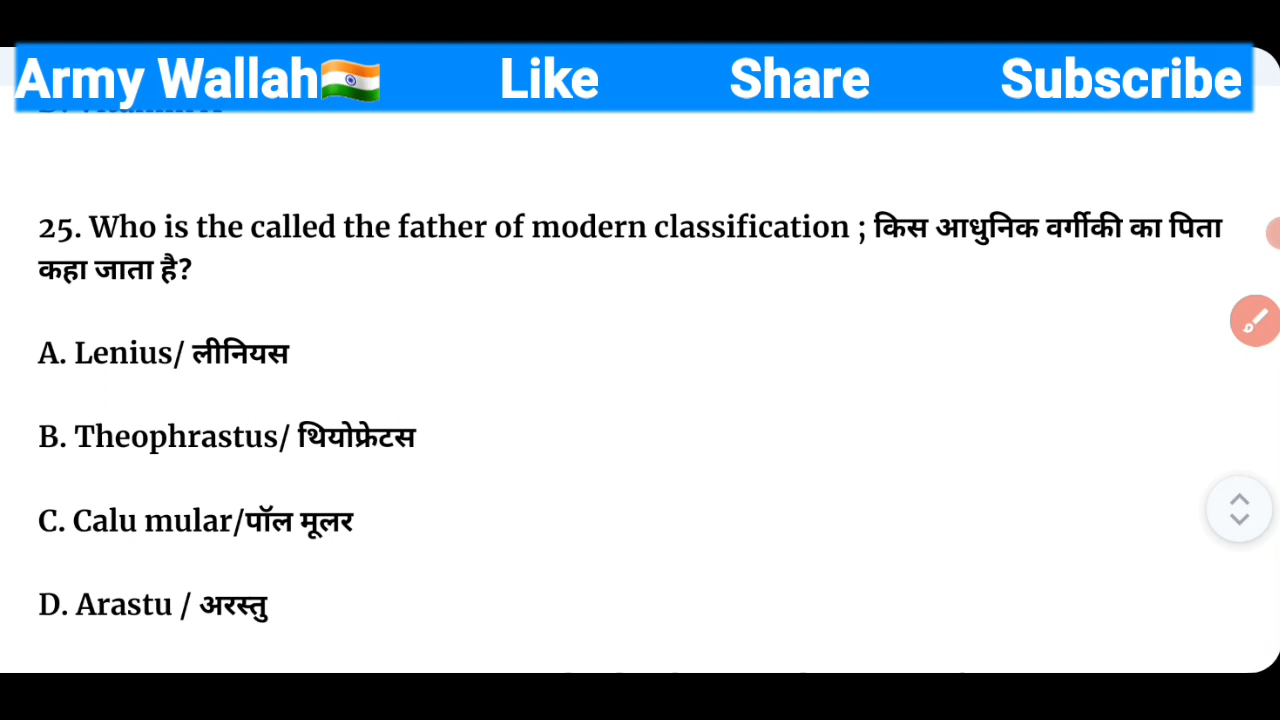 Army Wallah🇮🇳 Like Share Subscribe
25. Who is the called the father of modern classification ; किस आधुनिक वर्गीकी का पिता
कहा जाता है?
A. Lenius/ लीनियस
B. Theophrastus/ थियोफ्रेटस
C. Calu mular/पॉल मूलर
D. Arastu / अरस्तु